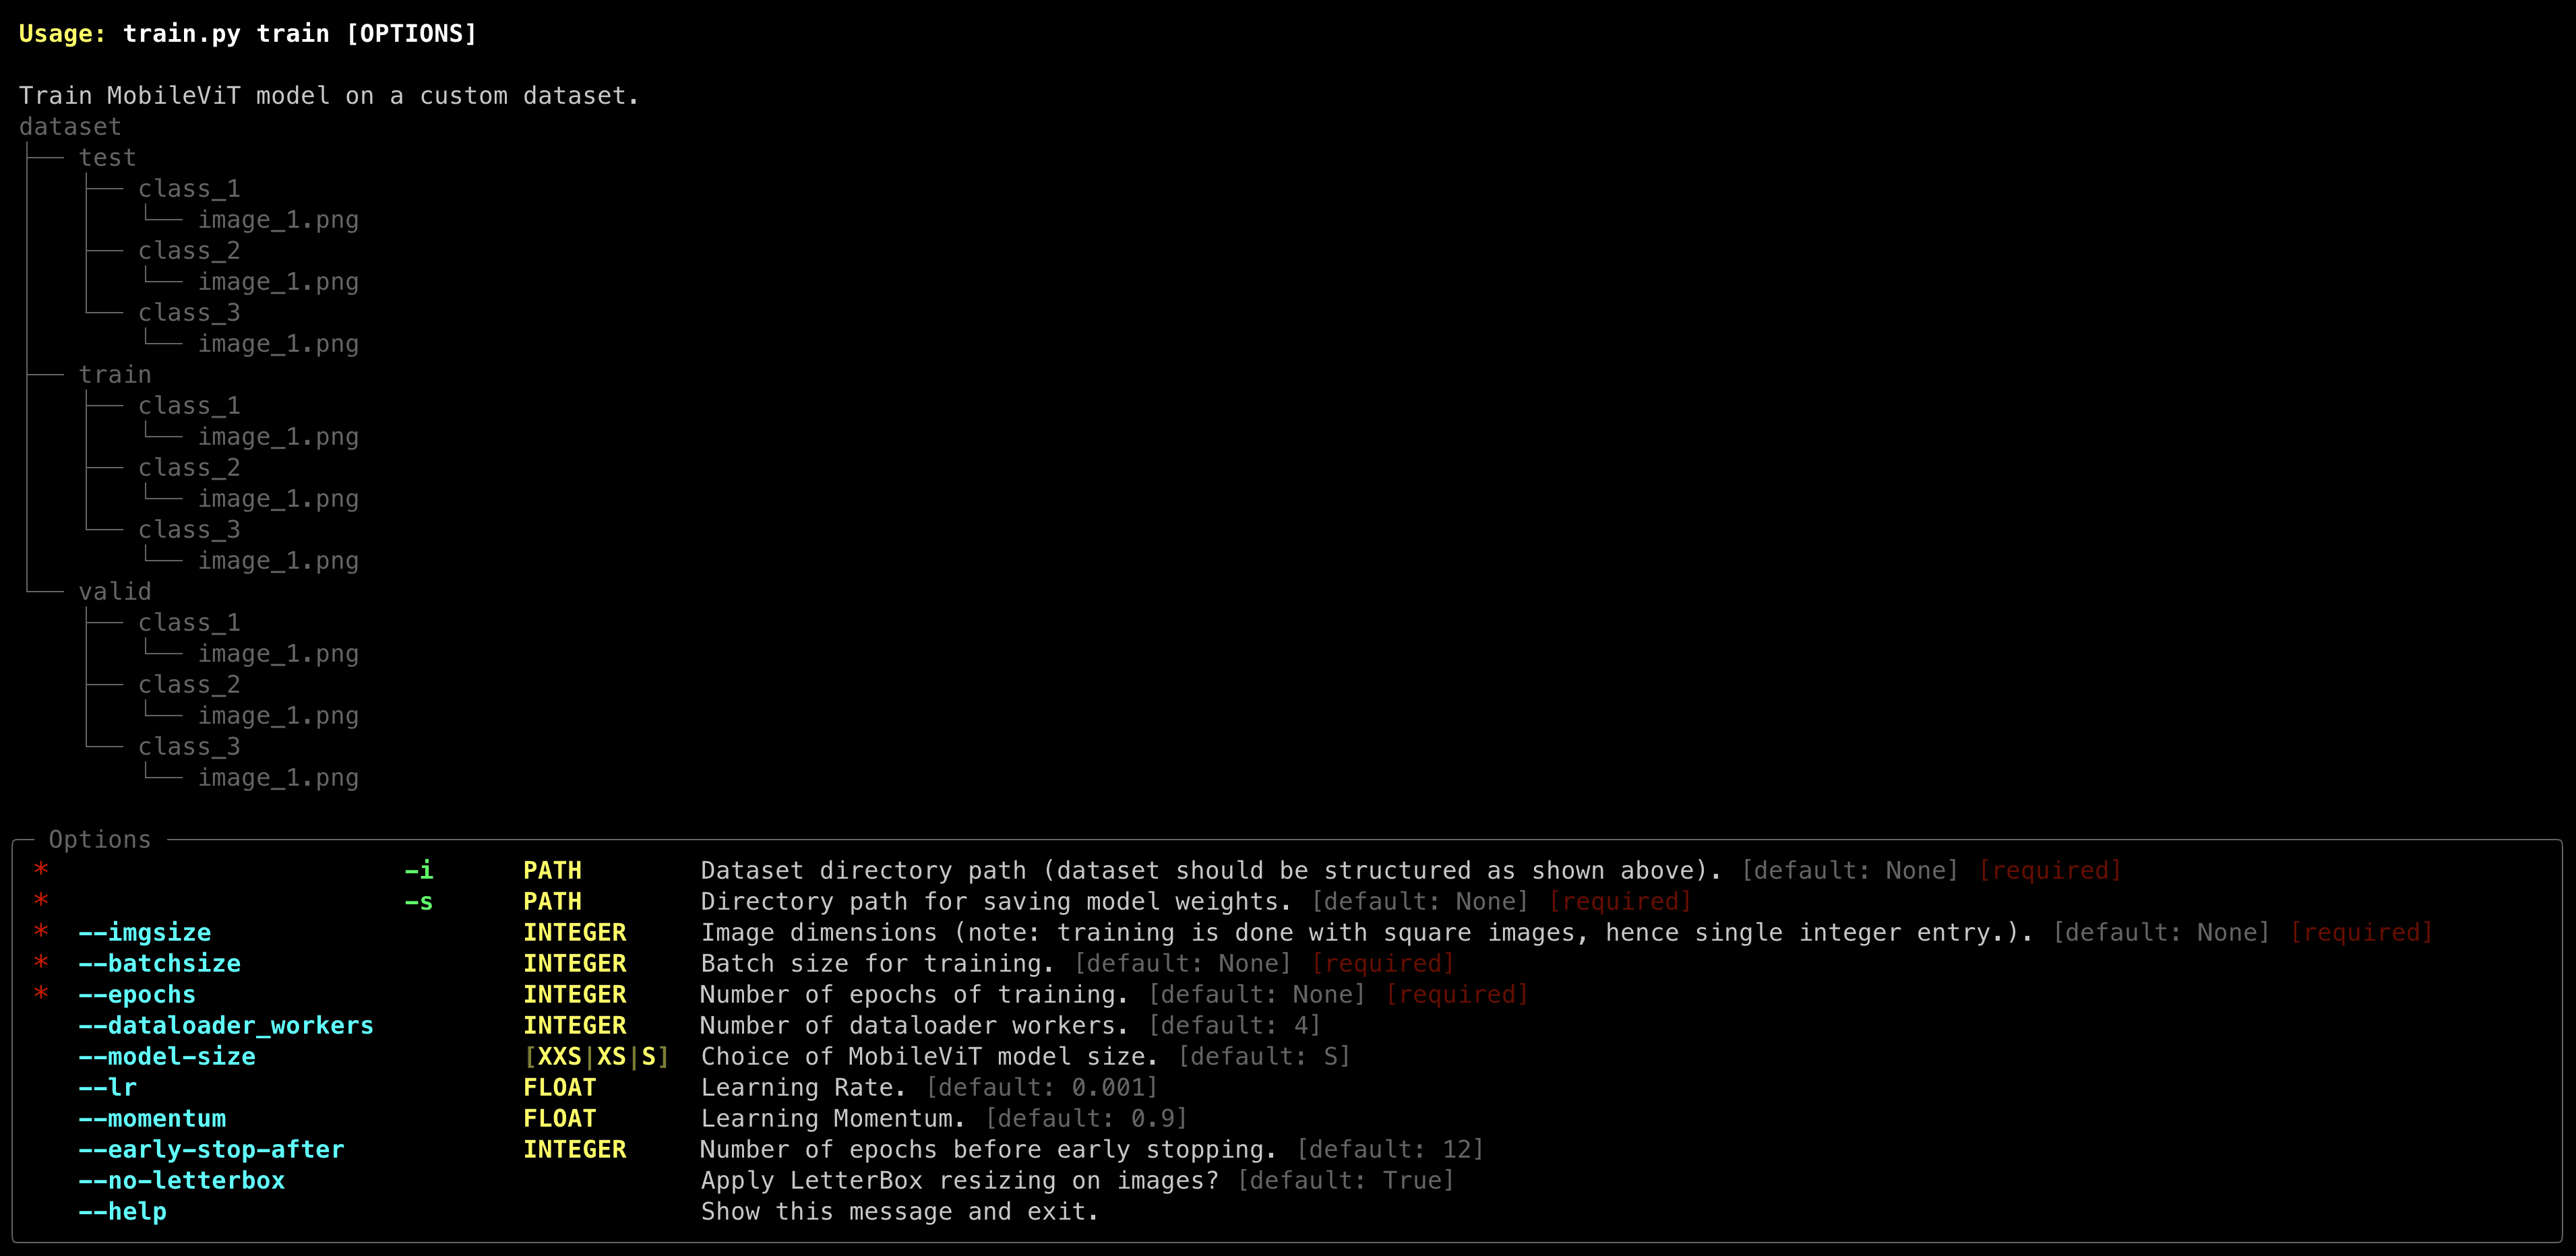 Usage: train.py train [OPTIONS]
Train MobileViT model on a custom dataset.
dataset
├── test
│   ├── class_1
│   │   └── image_1.png
│   ├── class_2
│   │   └── image_1.png
│   └── class_3
│       └── image_1.png
├── train
│   ├── class_1
│   │   └── image_1.png
│   ├── class_2
│   │   └── image_1.png
│   └── class_3
│       └── image_1.png
└── valid
    ├── class_1
    │   └── image_1.png
    ├── class_2
    │   └── image_1.png
    └── class_3
        └── image_1.png
Options
* -i PATH Dataset directory path (dataset should be structured as shown above). [default: None] [required]
* -s PATH Directory path for saving model weights. [default: None] [required]
* --imgsize INTEGER Image dimensions (note: training is done with square images, hence single integer entry.). [default: None] [required]
* --batchsize INTEGER Batch size for training. [default: None] [required]
* --epochs INTEGER Number of epochs of training. [default: None] [required]
--dataloader_workers INTEGER Number of dataloader workers. [default: 4]
--model-size [XXS|XS|S] Choice of MobileViT model size. [default: S]
--lr FLOAT Learning Rate. [default: 0.001]
--momentum FLOAT Learning Momentum. [default: 0.9]
--early-stop-after INTEGER Number of epochs before early stopping. [default: 12]
--no-letterbox Apply LetterBox resizing on images? [default: True]
--help Show this message and exit.